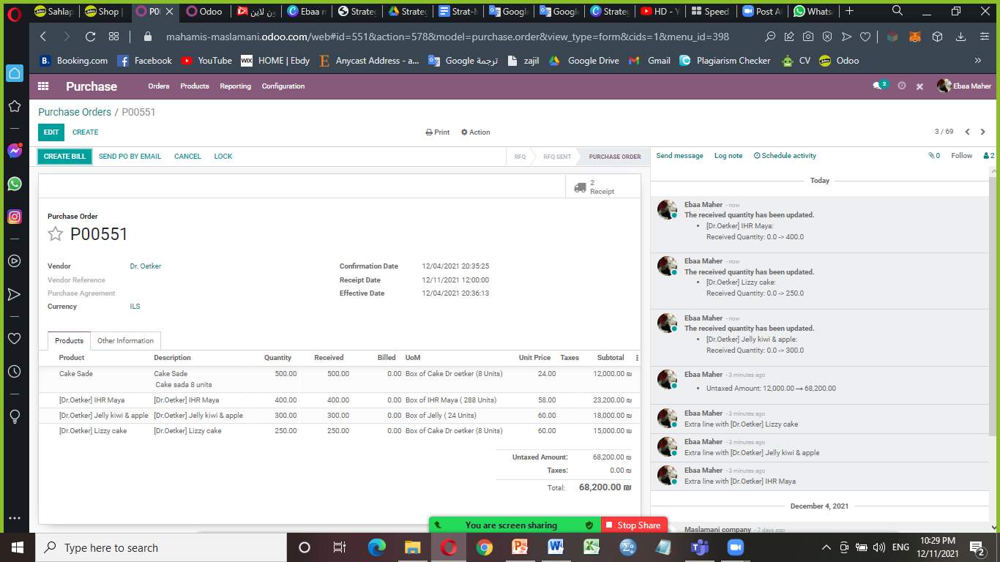 Sahlap
Shop |
P0
Odoo
ون لاين
Ebaa m
Strateg
Strateg
Strat-M
Google
Google
Strateg
HD - Y
Speed
Post At
Whats
mahamis-maslamani.odoo.com/web#id=551&action=578&model=purchase.order&view_type=form&cids=1&menu_id=398
Booking.com
Facebook
YouTube
WIX HOME | Ebdy
Anycast Address - a...
ترجمة Google
zajil
Google Drive
Gmail
Plagiarism Checker
CV
Odoo
Purchase
Orders Products Reporting Configuration
2
Ebaa Maher
Purchase Orders / P00551
EDIT CREATE
Print Action
3 / 69
CREATE BILL SEND PO BY EMAIL CANCEL LOCK
RFQ RFQ SENT PURCHASE ORDER
Send message Log note Schedule activity 0 Follow 2
2
Receipt
Purchase Order
P00551
Vendor Dr. Oetker
Vendor Reference
Purchase Agreement
Currency ILS
Confirmation Date 12/04/2021 20:35:25
Receipt Date 12/11/2021 12:00:00
Effective Date 12/04/2021 20:36:13
Products Other Information
Product Description Quantity Received Billed UoM Unit Price Taxes Subtotal
Cake Sade Cake Sade 500.00 500.00 0.00 Box of Cake Dr oetker (8 Units) 24.00 12,000.00 ₪
Cake sada 8 units
[Dr.Oetker] IHR Maya [Dr.Oetker] IHR Maya 400.00 400.00 0.00 Box of IHR Maya ( 288 Units) 58.00 23,200.00 ₪
[Dr.Oetker] Jelly kiwi & apple [Dr.Oetker] Jelly kiwi & apple 300.00 300.00 0.00 Box of Jelly ( 24 Units) 60.00 18,000.00 ₪
[Dr.Oetker] Lizzy cake [Dr.Oetker] Lizzy cake 250.00 250.00 0.00 Box of Cake Dr oetker (8 Units) 60.00 15,000.00 ₪
Untaxed Amount: 68,200.00 ₪
Taxes: 0.00 ₪
Total: 68,200.00 ₪
Today
Ebaa Maher - now
The received quantity has been updated.
[Dr.Oetker] IHR Maya:
Received Quantity: 0.0 -> 400.0
Ebaa Maher - now
The received quantity has been updated.
[Dr.Oetker] Lizzy cake:
Received Quantity: 0.0 -> 250.0
Ebaa Maher - now
The received quantity has been updated.
[Dr.Oetker] Jelly kiwi & apple:
Received Quantity: 0.0 -> 300.0
Ebaa Maher - 3 minutes ago
Untaxed Amount: 12,000.00 → 68,200.00
Ebaa Maher - 3 minutes ago
Extra line with [Dr.Oetker] Lizzy cake
Ebaa Maher - 3 minutes ago
Extra line with [Dr.Oetker] Jelly kiwi & apple
Ebaa Maher - 3 minutes ago
Extra line with [Dr.Oetker] IHR Maya
December 4, 2021
Maslamani company - 7 days ago
You are screen sharing Stop Share
Type here to search
ENG
10:29 PM
12/11/2021
2